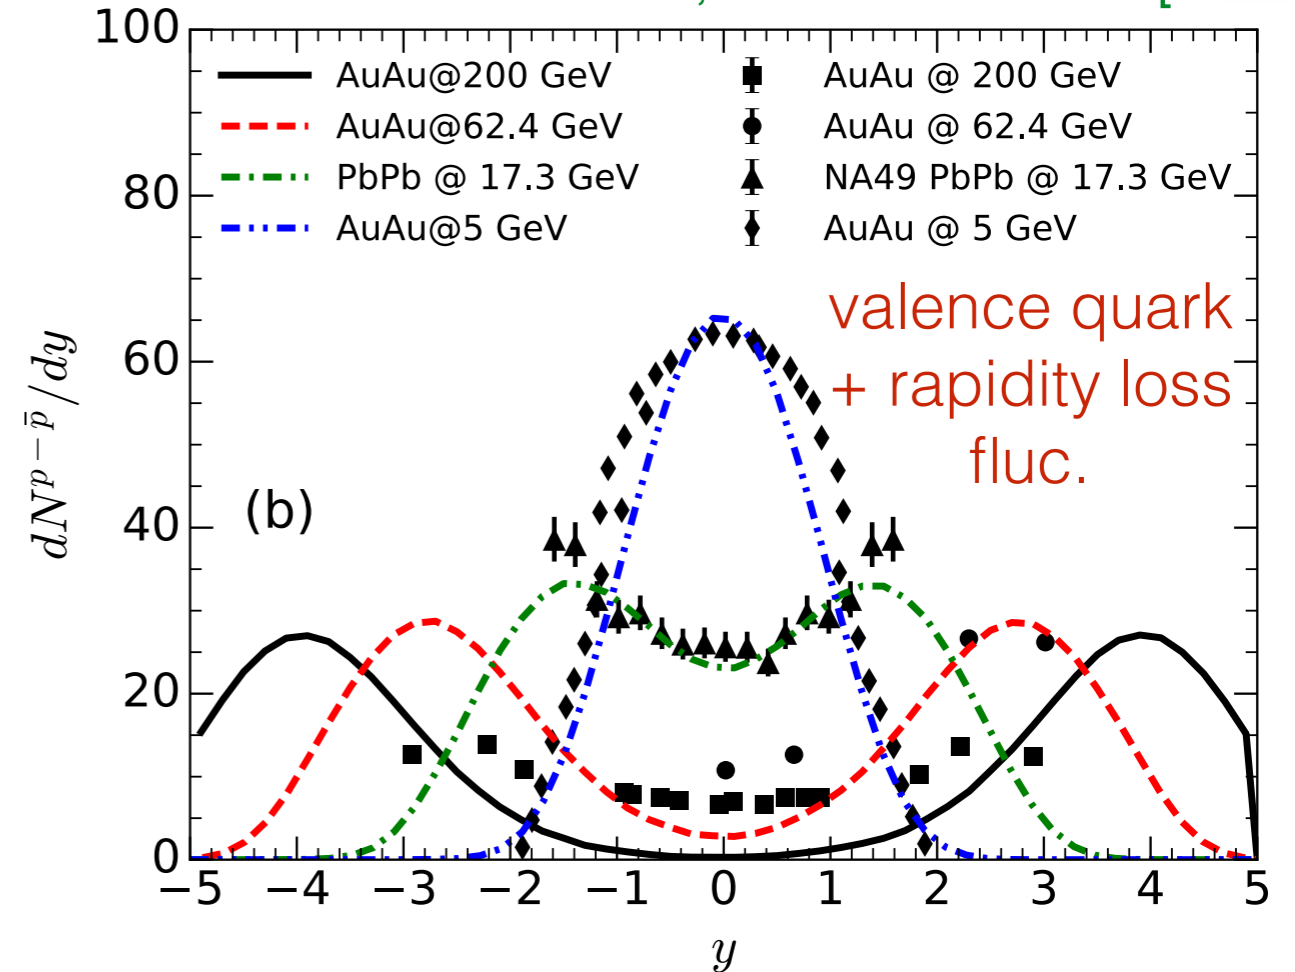 , [
100
80
60
40
20
0
dN^{p−p̄}/dy
AuAu@200 GeV
AuAu@62.4 GeV
PbPb @ 17.3 GeV
AuAu@5 GeV
AuAu @ 200 GeV
AuAu @ 62.4 GeV
NA49 PbPb @ 17.3 GeV
AuAu @ 5 GeV
valence quark
+ rapidity loss
fluc.
(b)
−5 −4 −3 −2 −1 0 1 2 3 4 5
y